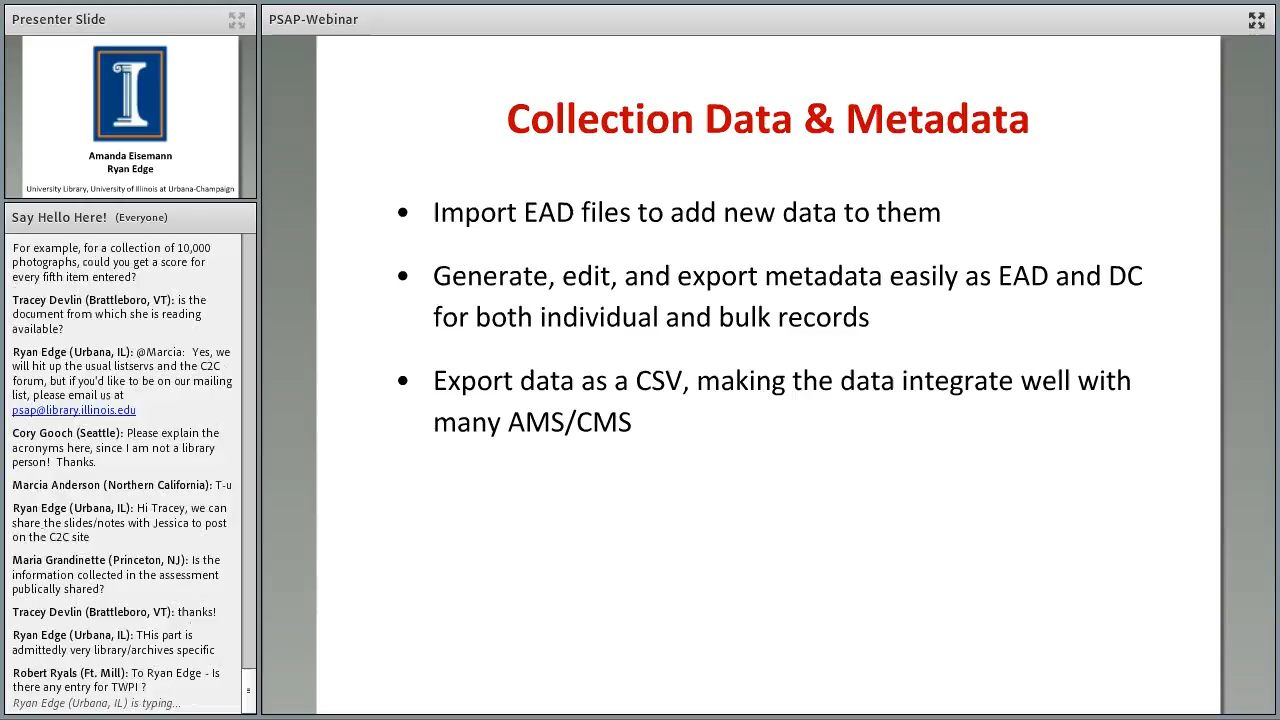 Presenter Slide
Amanda Eisemann
Ryan Edge
University Library, University of Illinois at Urbana-Champaign
Say Hello Here! (Everyone)
For example, for a collection of 10,000
photographs, could you get a score for
every fifth item entered?
Tracey Devlin (Brattleboro, VT): is the
document from which she is reading
available?
Ryan Edge (Urbana, IL): @Marcia: Yes, we
will hit up the usual listservs and the C2C
forum, but if you'd like to be on our mailing
list, please email us at
psap@library.illinois.edu
Cory Gooch (Seattle): Please explain the
acronyms here, since I am not a library
person! Thanks.
Marcia Anderson (Northern California): T-u
Ryan Edge (Urbana, IL): Hi Tracey, we can
share the slides/notes with Jessica to post
on the C2C site
Maria Grandinette (Princeton, NJ): Is the
information collected in the assessment
publically shared?
Tracey Devlin (Brattleboro, VT): thanks!
Ryan Edge (Urbana, IL): THis part is
admittedly very library/archives specific
Robert Ryals (Ft. Mill): To Ryan Edge - Is
there any entry for TWPI ?
Ryan Edge (Urbana, IL) is typing...
PSAP-Webinar
Collection Data & Metadata
• Import EAD files to add new data to them
• Generate, edit, and export metadata easily as EAD and DC
for both individual and bulk records
• Export data as a CSV, making the data integrate well with
many AMS/CMS